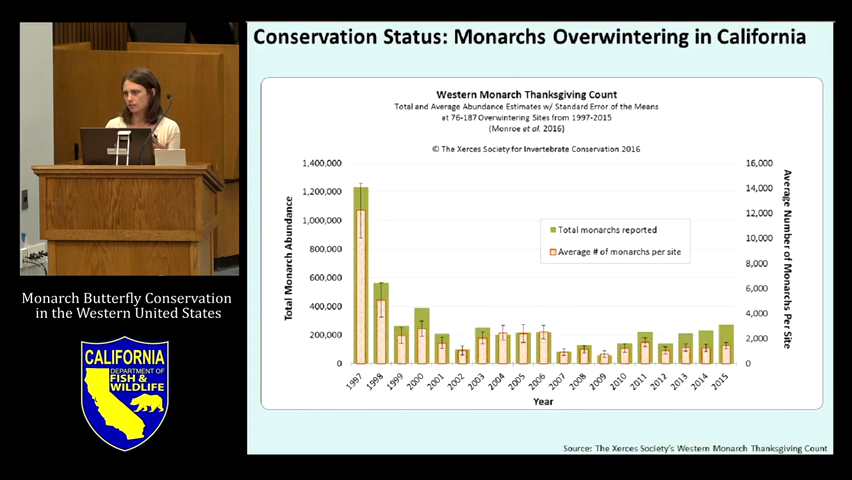 Conservation Status: Monarchs Overwintering in California
Western Monarch Thanksgiving Count
Total and Average Abundance Estimates w/ Standard Error of the Means
at 76-187 Overwintering Sites from 1997-2015
(Monroe et al. 2016)
© The Xerces Society for Invertebrate Conservation 2016
Total Monarch Abundance
1,400,000
1,200,000
1,000,000
800,000
600,000
400,000
200,000
0
Total monarchs reported
Average # of monarchs per site
16,000
14,000
12,000
10,000
8,000
6,000
4,000
2,000
0
Average Number of Monarchs Per Site
1997
1998
1999
2000
2001
2002
2003
2004
2005
2006
2007
2008
2009
2010
2011
2012
2013
2014
2015
Year
Source: The Xerces Society's Western Monarch Thanksgiving Count
Monarch Butterfly Conservation
in the Western United States
CALIFORNIA
DEPARTMENT OF
FISH &
WILDLIFE